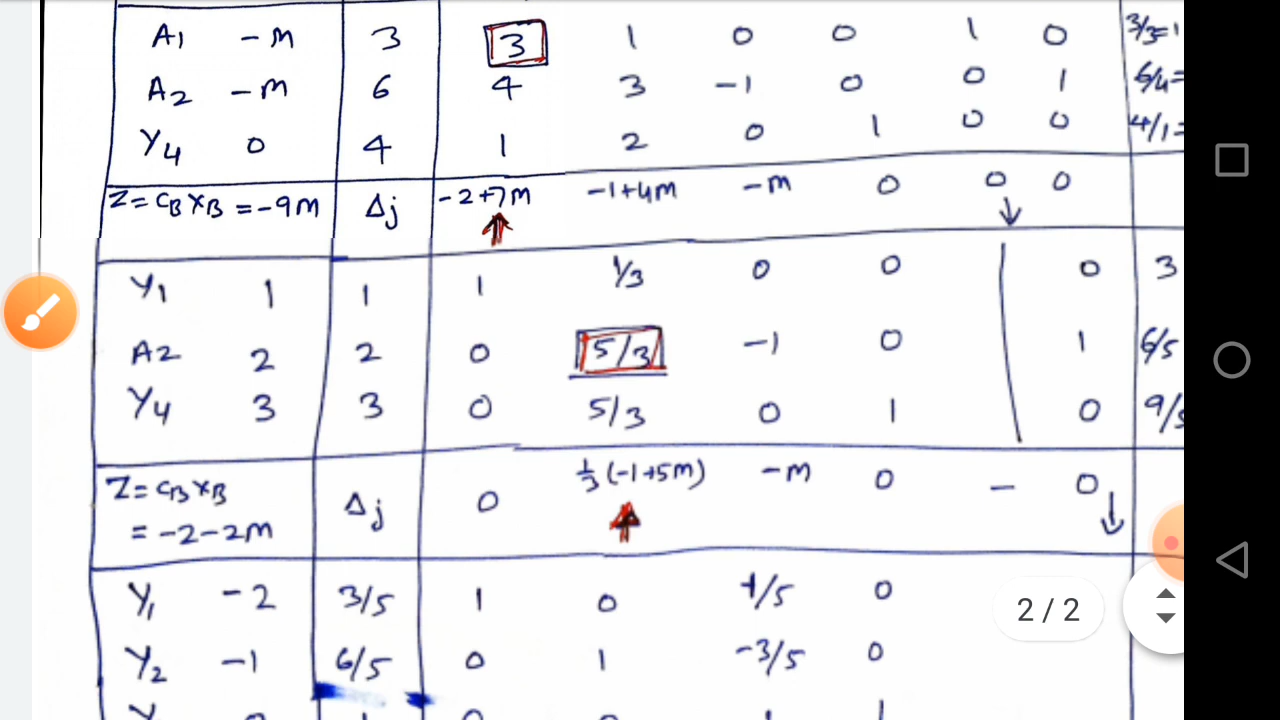 A1 -M 3 3 1 0 0 1 0 3/3=1
A2 -M 6 4 3 -1 0 0 1 6/4=
Y4 0 4 1 2 0 1 0 0 4/1=
Z=CBXB=-9M Δj -2+7M -1+4M -M 0 0 0
Y1 1 1 1 1/3 0 0 0 3
A2 2 2 0 5/3 -1 0 1 6/5
Y4 3 3 0 5/3 0 1 0 9/5
Z=CBXB
=-2-2M Δj 0 1/3(-1+5M) -M 0 - 0
Y1 -2 3/5 1 0 1/5 0
Y2 -1 6/5 0 1 -3/5 0
2/2